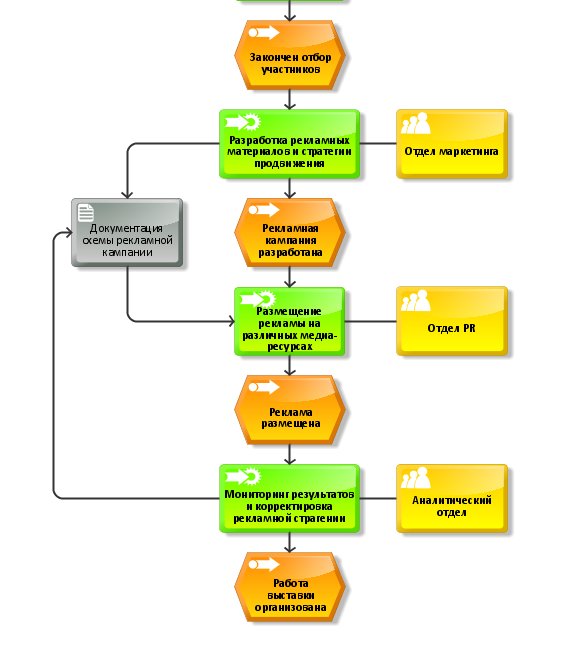 Закончен отбор
участников
Разработка рекламных
материалов и стратегии
продвижения
Отдел маркетинга
Документация
схемы рекламной
кампании
Рекламная
кампания
разработана
Размещение
рекламы на
различных медиа-
ресурсах
Отдел PR
Реклама
размещена
Мониторинг результатов
и корректировка
рекламной страгении
Аналитический
отдел
Работа
выставки
организована